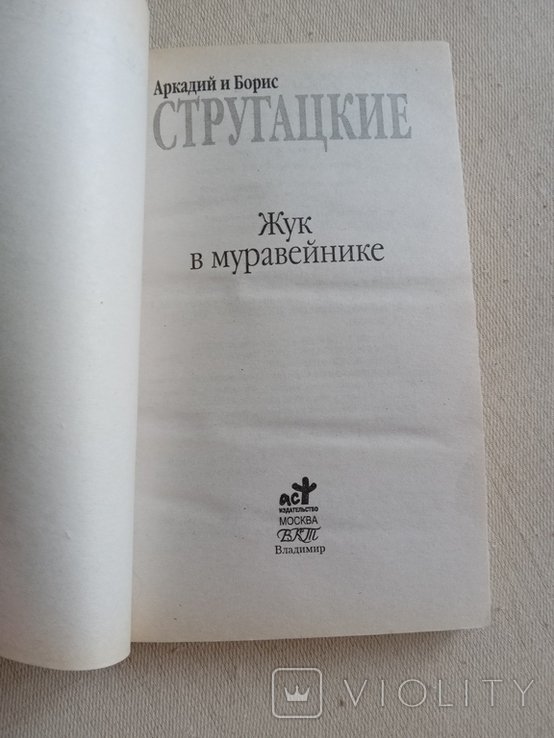 Аркадий и Борис
СТРУГАЦКИЕ
Жук
в муравейнике
аст
ИЗДАТЕЛЬСТВО
МОСКВА
ВКТ
Владимир
VIOLITY